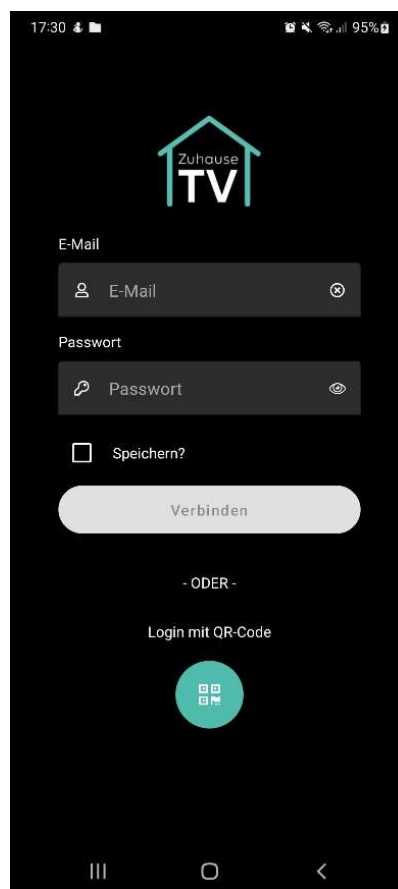 17:30 95%
Zuhause
TV
E-Mail
E-Mail
Passwort
Passwort
Speichern?
Verbinden
- ODER -
Login mit QR-Code